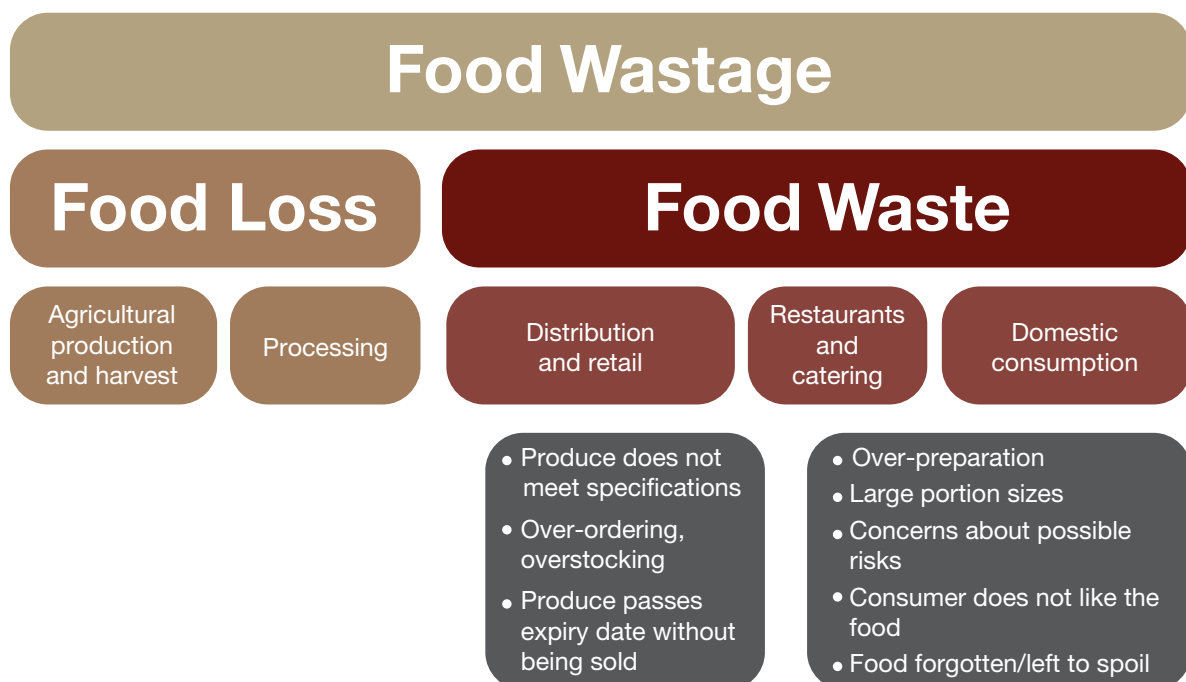 Food Wastage
Food Loss
Food Waste
Agricultural
production
and harvest
Processing
Distribution
and retail
Restaurants
and
catering
Domestic
consumption
• Produce does not
meet specifications
• Over-ordering,
overstocking
• Produce passes
expiry date without
being sold
• Over-preparation
• Large portion sizes
• Concerns about possible
risks
• Consumer does not like the
food
• Food forgotten/left to spoil